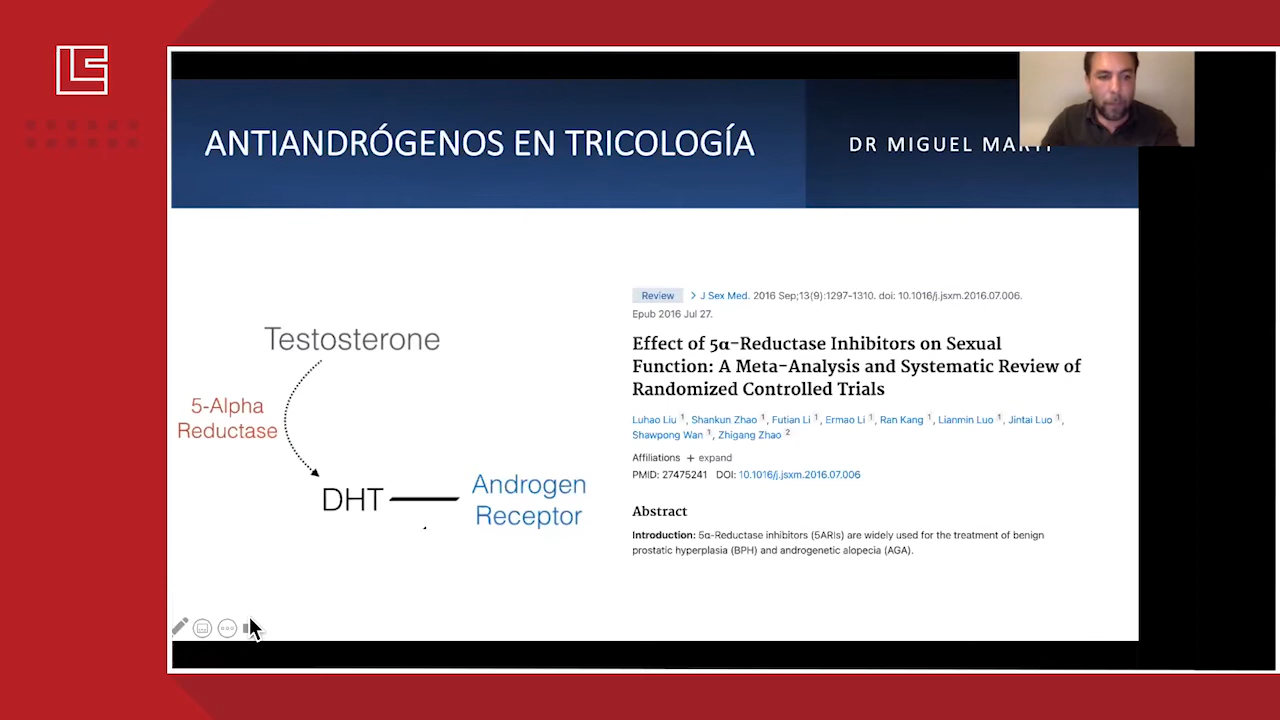 ANTIANDRÓGENOS EN TRICOLOGÍA
DR MIGUEL
Testosterone
5-Alpha
Reductase
DHT
Androgen
Receptor
Review
J Sex Med. 2016 Sep;13(9):1297-1310. doi: 10.1016/j.jsxm.2016.07.006.
Epub 2016 Jul 27.
Effect of 5α-Reductase Inhibitors on Sexual
Function: A Meta-Analysis and Systematic Review of
Randomized Controlled Trials
Luhao Liu 1, Shankun Zhao 1, Futian Li 1, Ermao Li 1, Ran Kang 1, Lianmin Luo 1, Jintai Luo 1,
Shawpong Wan 1, Zhigang Zhao 2
Affiliations + expand
PMID: 27475241 DOI: 10.1016/j.jsxm.2016.07.006
Abstract
Introduction: 5α-Reductase inhibitors (5ARIs) are widely used for the treatment of benign
prostatic hyperplasia (BPH) and androgenetic alopecia (AGA).